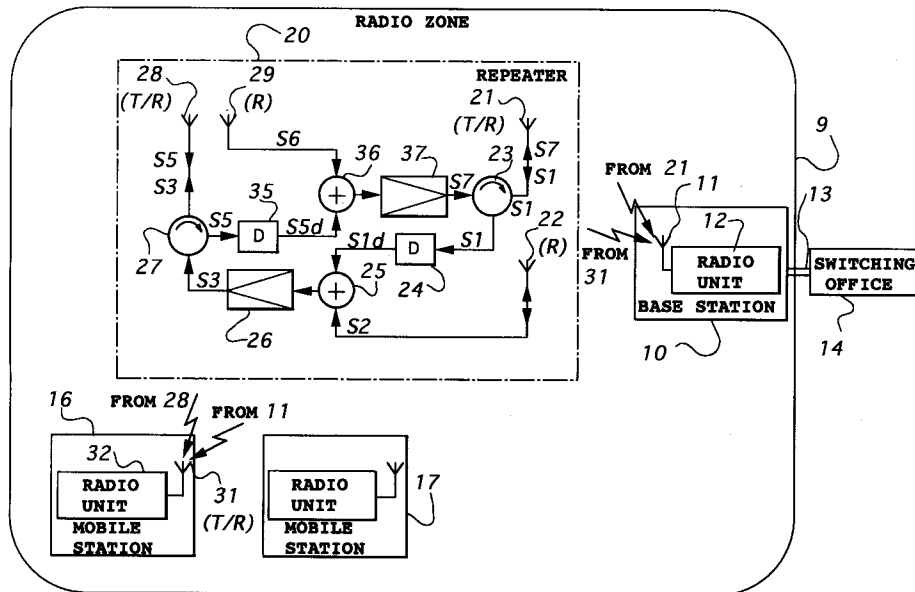 RADIO ZONE
20
28
(T/R)
29
(R)
REPEATER
21
(T/R)
S6
36
37
23
S7
S7
S1
S1
S5
S3
35
S5
D
S5d
27
S1d
D
S1
24
22
(R)
S3
25
26
S2
9
FROM
21
11
12
13
FROM
31
RADIO
UNIT
BASE STATION
10
SWITCHING
OFFICE
14
FROM 28
FROM 11
16
32
RADIO
UNIT
MOBILE
STATION
31
(T/R)
RADIO
UNIT
MOBILE
STATION
17